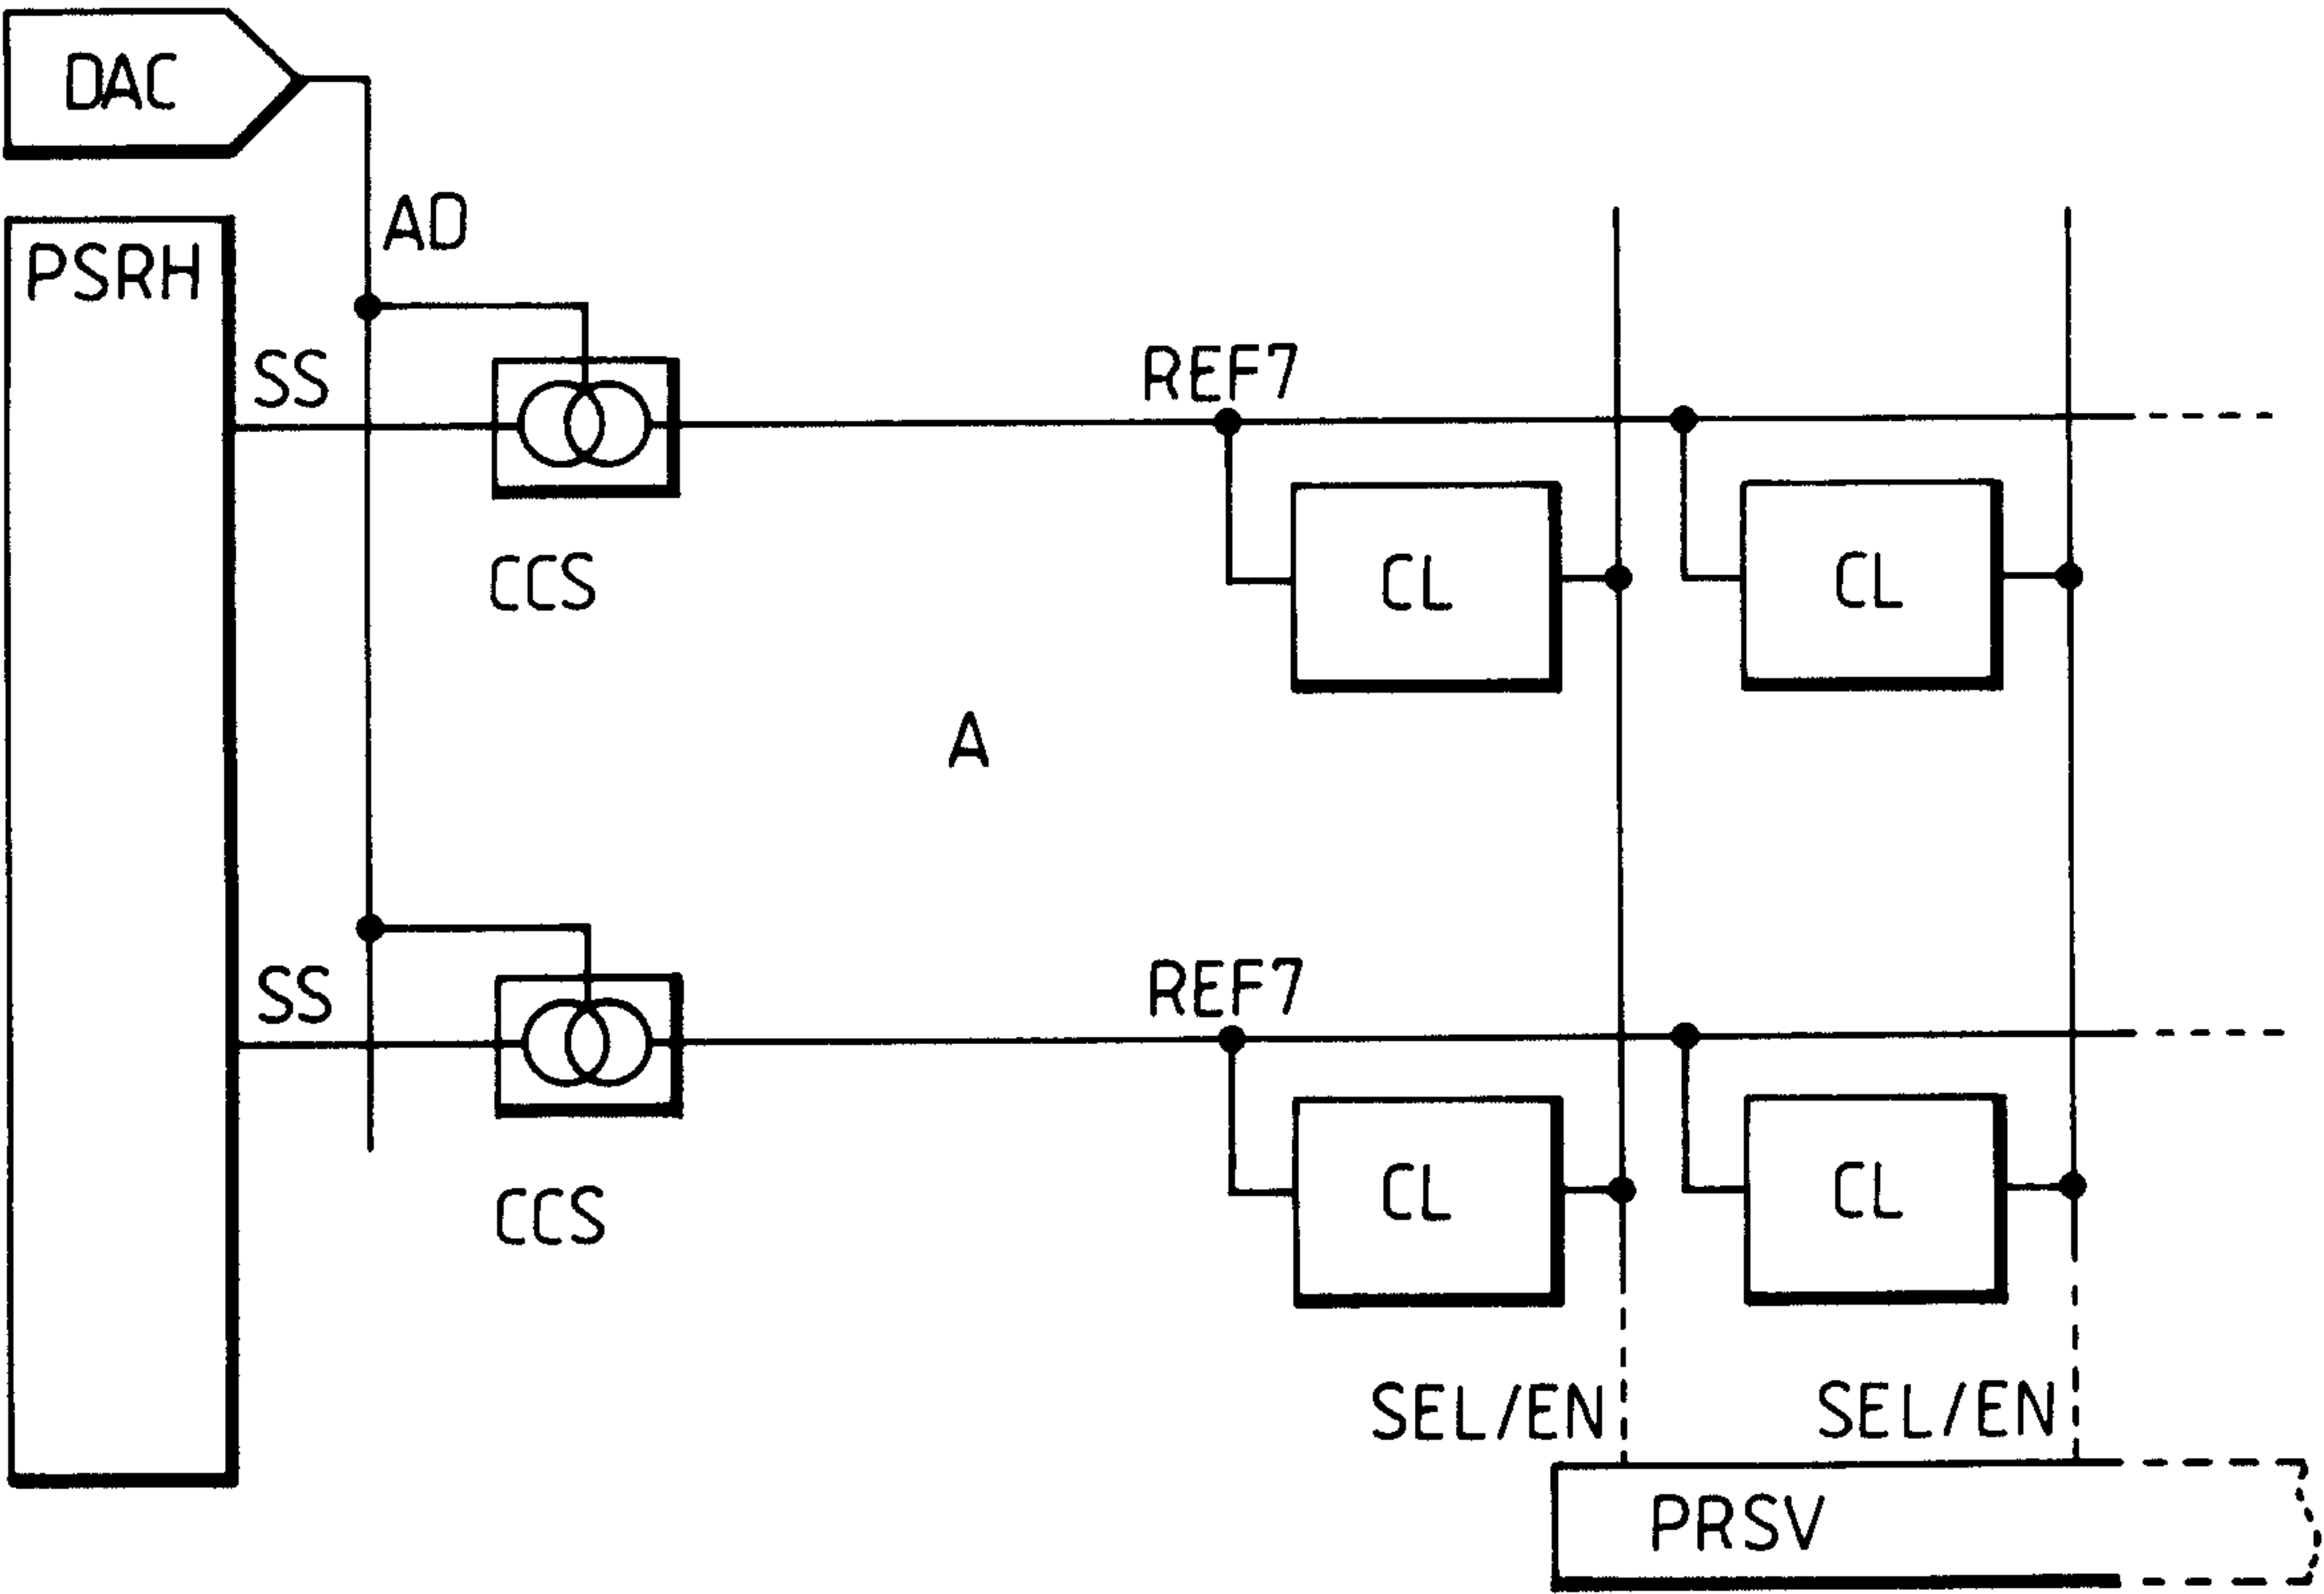 DAC
AD
PSRH
SS
REF7
CCS
CL
CL
A
SS
REF7
CCS
CL
CL
SEL/EN
SEL/EN
PRSV